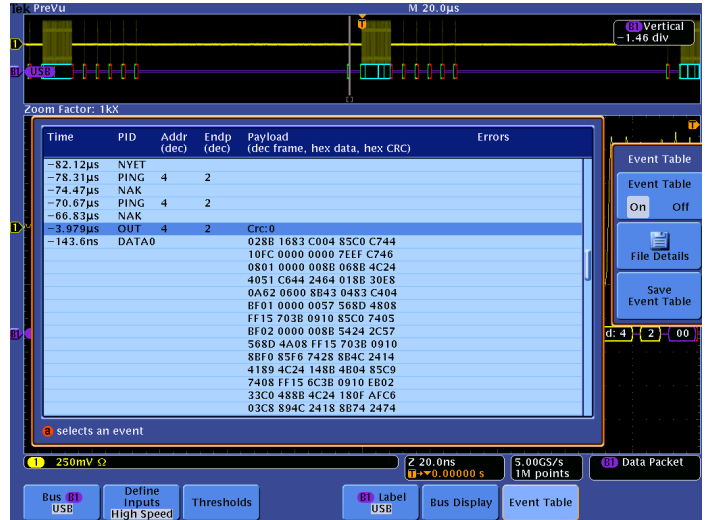 Tek PreVu
M 20.0µs
B1 Vertical
-1.46 div
1
B1 USB
Zoom Factor: 1kX
Time PID Addr (dec) Endp (dec) Payload (dec frame, hex data, hex CRC) Errors
-82.12µs NYET
-78.31µs PING 4 2
-74.47µs NAK
-70.67µs PING 4 2
-66.83µs NAK
-3.979µs OUT 4 2 Crc:0
-143.6ns DATA0 028B 1683 C004 85C0 C744
10FC 0000 0000 7EEF C746
0801 0000 008B 068B 4C24
4051 C644 2464 018B 30E8
0A62 0600 8B43 0483 C404
BF01 0000 0057 568D 4808
FF15 703B 0910 85C0 7405
BF02 0000 008B 5424 2C57
568D 4A08 FF15 703B 0910
8BF0 85F6 7428 8B4C 2414
4189 4C24 148B 4B04 85C9
7408 FF15 6C3B 0910 EB02
33C0 488B 4C24 180F AFC6
03C8 894C 2418 8B74 2474
a selects an event
Event Table
Event Table
On Off
File Details
Save
Event Table
1
B1
d: 4 2 00
1 250mV Ω
Z 20.0ns
T→▼0.00000 s
5.00GS/s
1M points
B1 Data Packet
Bus B1
USB
Define
Inputs
High Speed
Thresholds
B1 Label
USB
Bus Display
Event Table